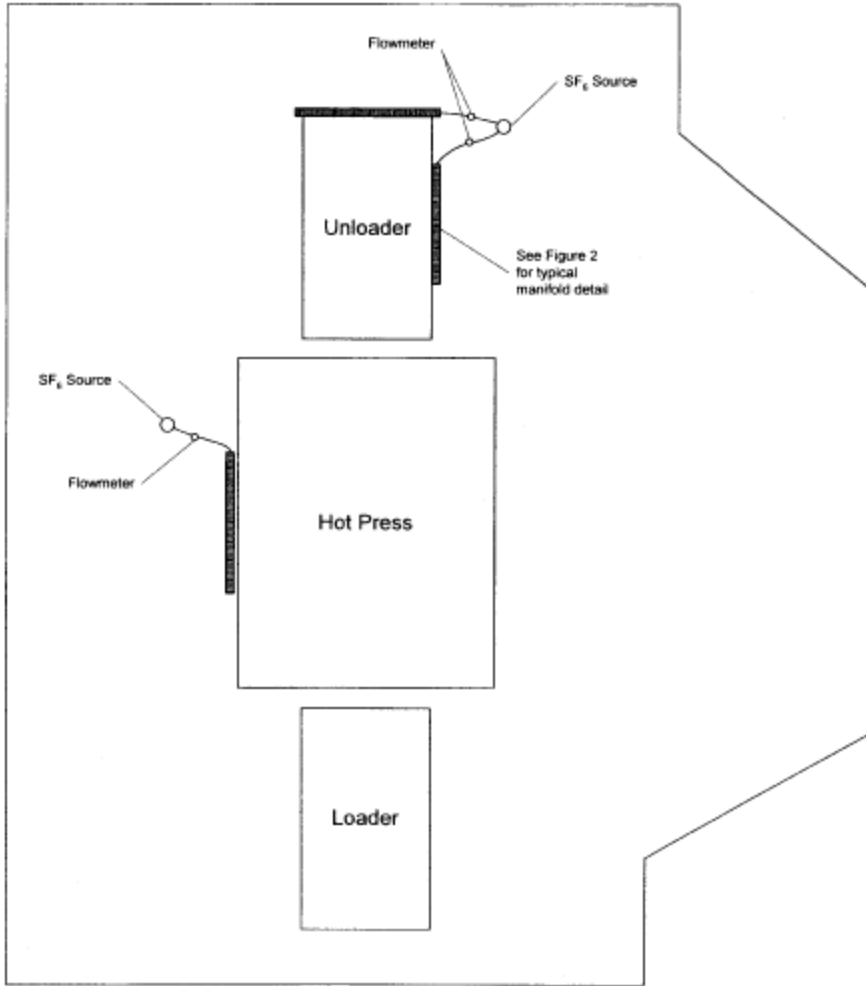 Flowmeter
SF6 Source
Unloader
See Figure 2
for typical
manifold detail
SF6 Source
Flowmeter
Hot Press
Loader